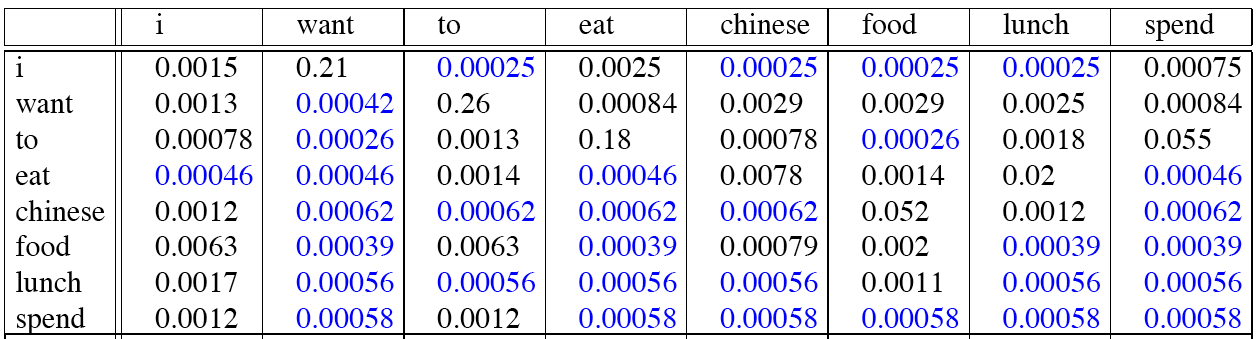 i want to eat chinese food lunch spend
i 0.0015 0.21 0.00025 0.0025 0.00025 0.00025 0.00025 0.00075
want 0.0013 0.00042 0.26 0.00084 0.0029 0.0029 0.0025 0.00084
to 0.00078 0.00026 0.0013 0.18 0.00078 0.00026 0.0018 0.055
eat 0.00046 0.00046 0.0014 0.00046 0.0078 0.0014 0.02 0.00046
chinese 0.0012 0.00062 0.00062 0.00062 0.00062 0.052 0.0012 0.00062
food 0.0063 0.00039 0.0063 0.00039 0.00079 0.002 0.00039 0.00039
lunch 0.0017 0.00056 0.00056 0.00056 0.00056 0.0011 0.00056 0.00056
spend 0.0012 0.00058 0.0012 0.00058 0.00058 0.00058 0.00058 0.00058